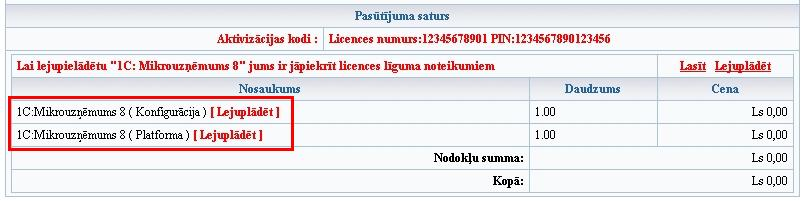 Pasūtījuma saturs
Aktivizācijas kodi : Licences numurs:12345678901 PIN:1234567890123456
Lai lejupielādētu "1C: Mikrouzņēmums 8" jums ir jāpiekrīt licences līguma noteikumiem Lasīt Lejuplādēt
Nosaukums Daudzums Cena
1C:Mikrouzņēmums 8 ( Konfigurācija ) [ Lejuplādēt ] 1.00 Ls 0,00
1C:Mikrouzņēmums 8 ( Platforma ) [ Lejuplādēt ] 1.00 Ls 0,00
Nodokļu summa: Ls 0,00
Kopā: Ls 0,00